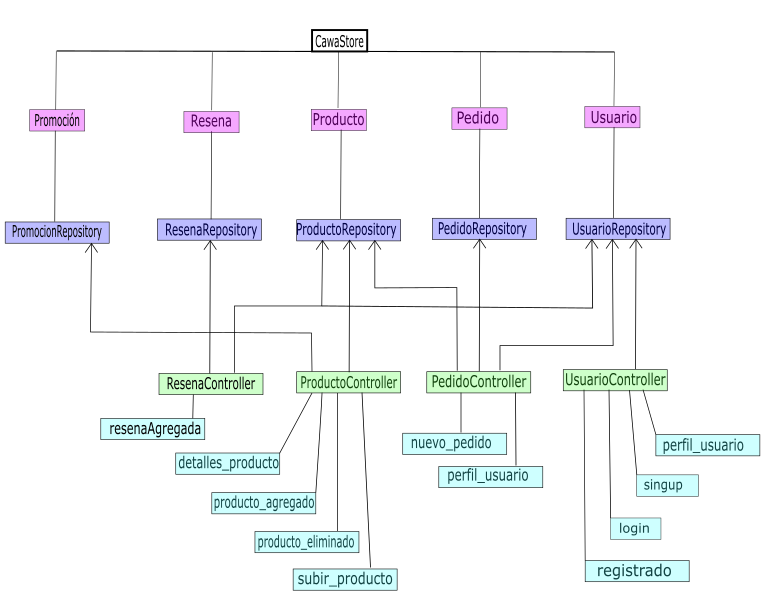 CawaStore
Promoción
Resena
Producto
Pedido
Usuario
PromocionRepository
ResenaRepository
ProductoRepository
PedidoRepository
UsuarioRepository
ResenaController
ProductoController
PedidoController
UsuarioController
resenaAgregada
nuevo_pedido
perfil_usuario
detalles_producto
perfil_usuario
singup
producto_agregado
login
producto_eliminado
registrado
subir_producto